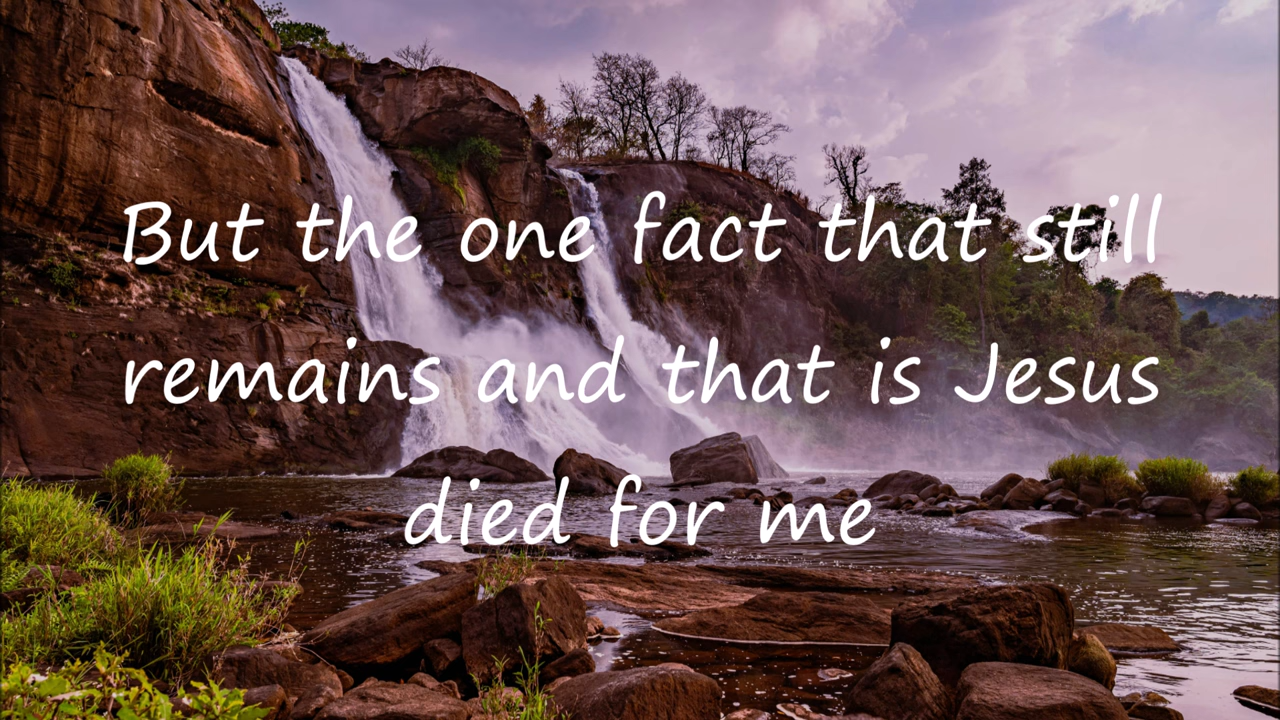 But the one fact that still
remains and that is Jesus
died for me